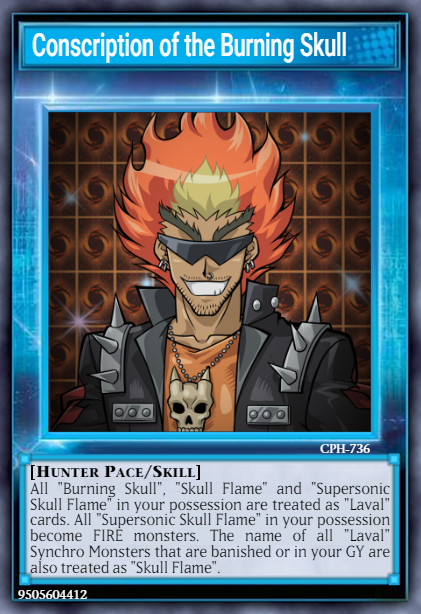 Conscription of the Burning Skull
CPH-736
[Hunter Pace/Skill]
All "Burning Skull", "Skull Flame" and "Supersonic
Skull Flame" in your possession are treated as "Laval"
cards. All "Supersonic Skull Flame" in your possession
become FIRE monsters. The name of all "Laval"
Synchro Monsters that are banished or in your GY are
also treated as "Skull Flame".
9505604412